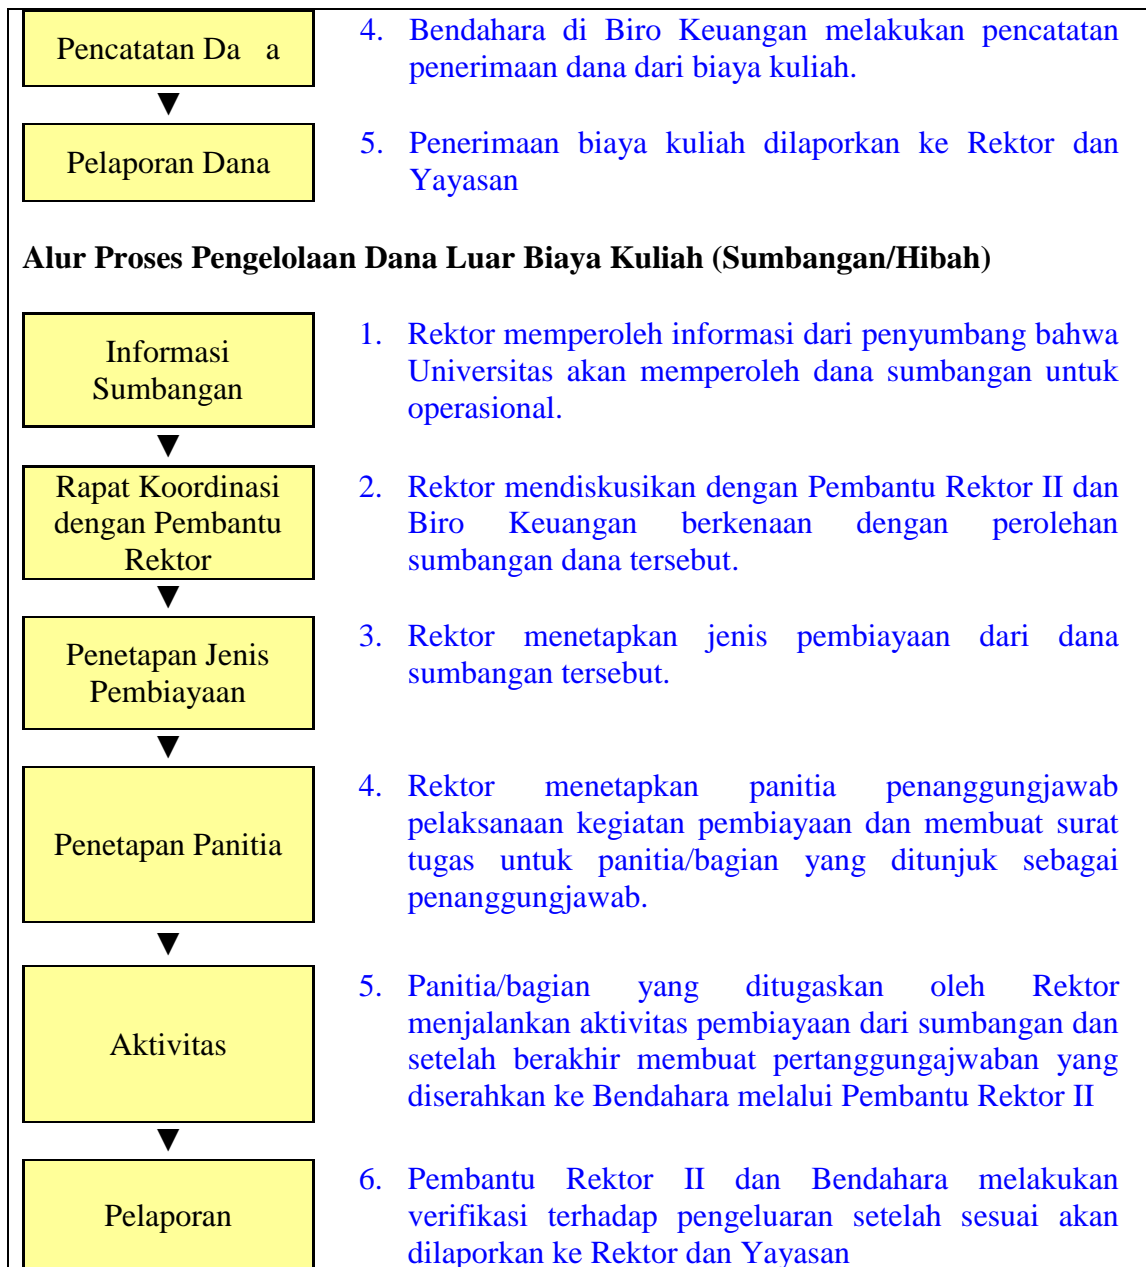 Pencatatan Da a
4. Bendahara di Biro Keuangan melakukan pencatatan
penerimaan dana dari biaya kuliah.
▼
Pelaporan Dana
5. Penerimaan biaya kuliah dilaporkan ke Rektor dan
Yayasan
Alur Proses Pengelolaan Dana Luar Biaya Kuliah (Sumbangan/Hibah)
Informasi
Sumbangan
1. Rektor memperoleh informasi dari penyumbang bahwa
Universitas akan memperoleh dana sumbangan untuk
operasional.
▼
Rapat Koordinasi
dengan Pembantu
Rektor
2. Rektor mendiskusikan dengan Pembantu Rektor II dan
Biro Keuangan berkenaan dengan perolehan
sumbangan dana tersebut.
▼
Penetapan Jenis
Pembiayaan
3. Rektor menetapkan jenis pembiayaan dari dana
sumbangan tersebut.
▼
Penetapan Panitia
4. Rektor menetapkan panitia penanggungjawab
pelaksanaan kegiatan pembiayaan dan membuat surat
tugas untuk panitia/bagian yang ditunjuk sebagai
penanggungjawab.
▼
Aktivitas
5. Panitia/bagian yang ditugaskan oleh Rektor
menjalankan aktivitas pembiayaan dari sumbangan dan
setelah berakhir membuat pertanggungajwaban yang
diserahkan ke Bendahara melalui Pembantu Rektor II
▼
Pelaporan
6. Pembantu Rektor II dan Bendahara melakukan
verifikasi terhadap pengeluaran setelah sesuai akan
dilaporkan ke Rektor dan Yayasan